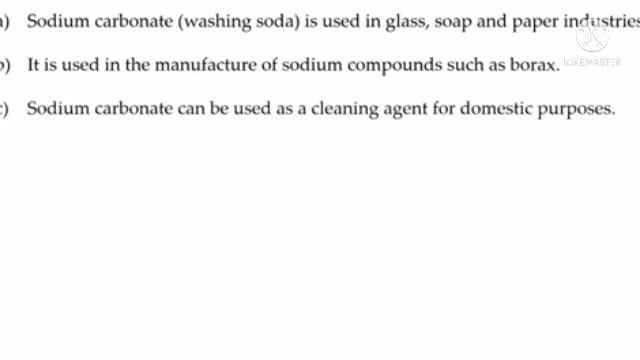 ) Sodium carbonate (washing soda) is used in glass, soap and paper industries
) It is used in the manufacture of sodium compounds such as borax.
KINEMASTER
) Sodium carbonate can be used as a cleaning agent for domestic purposes.